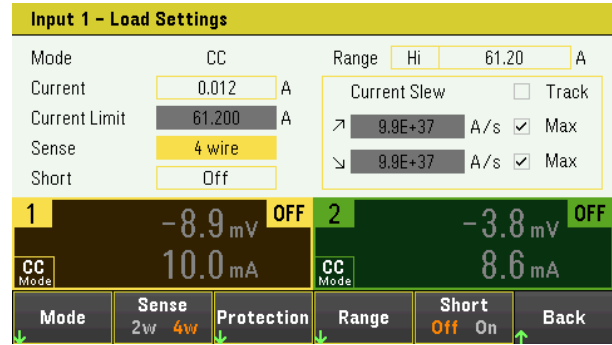 Input 1 – Load Settings
Mode CC Range Hi 61.20 A
Current 0.012 A Current Slew Track
Current Limit 61.200 A 9.9E+37 A/s Max
Sense 4 wire 9.9E+37 A/s Max
Short Off
1 -8.9 mV OFF 2 -3.8 mV OFF
CC Mode 10.0 mA CC Mode 8.6 mA
Mode Sense 2w 4w Protection Range Short Off On Back